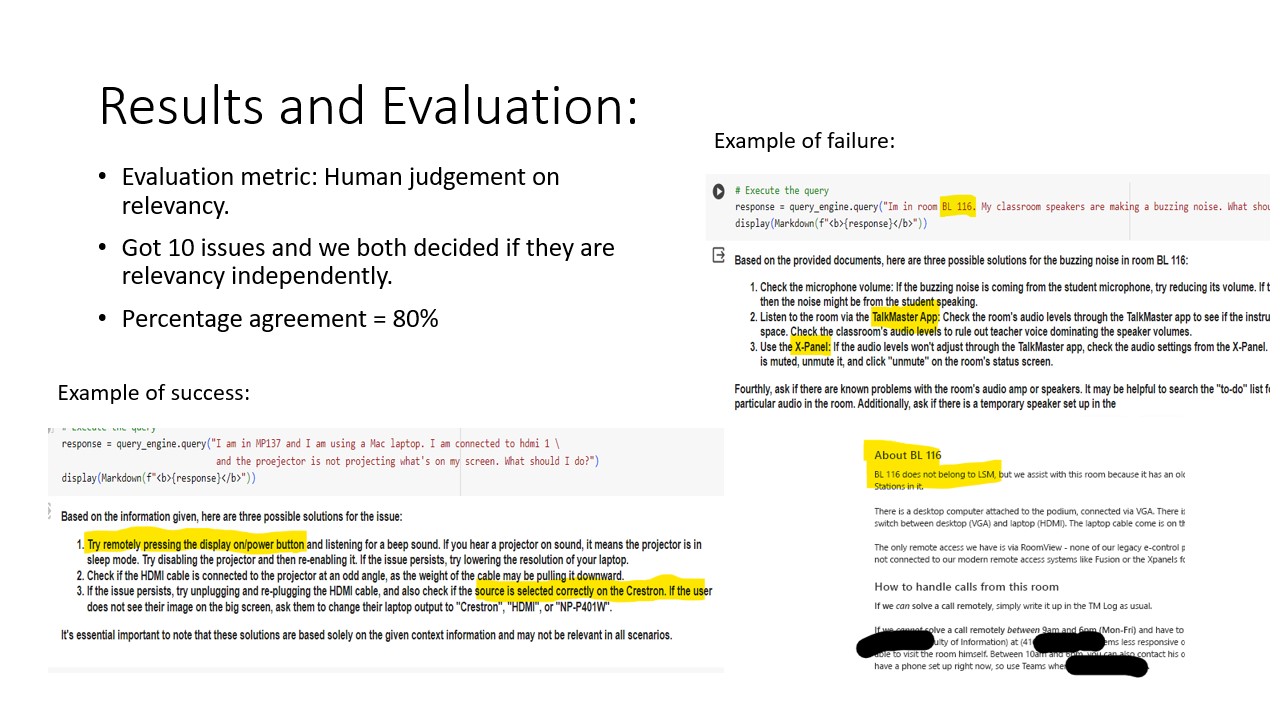 Results and Evaluation:
• Evaluation metric: Human judgement on
relevancy.
• Got 10 issues and we both decided if they are
relevancy independently.
• Percentage agreement = 80%
Example of success:
response = query_engine.query("I am in MP137 and I am using a Mac laptop. I am connected to hdmi 1 \
and the proejector is not projecting what's on my screen. What should I do?")
display(Markdown(f"<b>{response}</b>"))
Based on the information given, here are three possible solutions for the issue:
1. Try remotely pressing the display on/power button and listening for a beep sound. If you hear a projector on sound, it means the projector is in
sleep mode. Try disabling the projector and then re-enabling it. If the issue persists, try lowering the resolution of your laptop.
2. Check if the HDMI cable is connected to the projector at an odd angle, as the weight of the cable may be pulling it downward.
3. If the issue persists, try unplugging and re-plugging the HDMI cable, and also check if the source is selected correctly on the Crestron. If the user
does not see their image on the big screen, ask them to change their laptop output to "Crestron", "HDMI", or "NP-P401W".
It's essential important to note that these solutions are based solely on the given context information and may not be relevant in all scenarios.
Example of failure:
# Execute the query
response = query_engine.query("Im in room BL 116. My classroom speakers are making a buzzing noise. What shou
display(Markdown(f"<b>{response}</b>"))
Based on the provided documents, here are three possible solutions for the buzzing noise in room BL 116:
1. Check the microphone volume: If the buzzing noise is coming from the student microphone, try reducing its volume. If t
then the noise might be from the student speaking.
2. Listen to the room via the TalkMaster App: Check the room's audio levels through the TalkMaster app to see if the instru
space. Check the classroom's audio levels to rule out teacher voice dominating the speaker volumes.
3. Use the X-Panel: If the audio levels won't adjust through the TalkMaster app, check the audio settings from the X-Panel.
is muted, unmute it, and click "unmute" on the room's status screen.
Fourthly, ask if there are known problems with the room's audio amp or speakers. It may be helpful to search the "to-do" list f
particular audio in the room. Additionally, ask if there is a temporary speaker set up in the
About BL 116
BL 116 does not belong to LSM, but we assist with this room because it has an old
Stations in it.
There is a desktop computer attached to the podium, connected via VGA. There i
switch between desktop (VGA) and laptop (HDMI). The laptop cable come is on th
The only remote access we have is via RoomView - none of our legacy e-control p
not connected to our modern remote access systems like Fusion or the Xpanels fo
How to handle calls from this room
If we can solve a call remotely, simply write it up in the TM Log as usual.
If we cannot solve a call remotely between 9am and 6pm (Mon-Fri) and have to
ulty of Information) at (41 ems less responsive o
able to visit the room himself. Between 10am and 6pm, you can also contact his c
have a phone set up right now, so use Teams whe